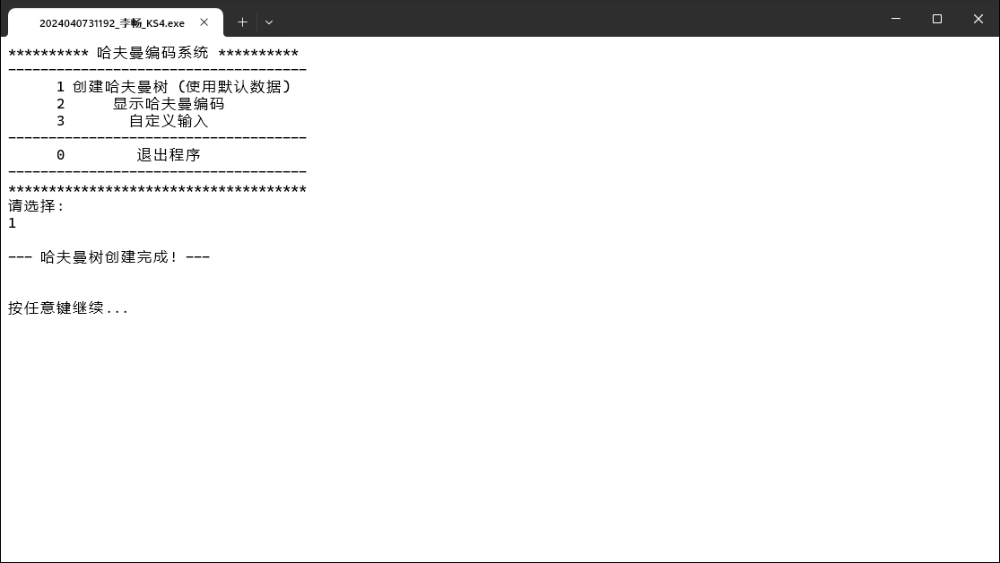 2024040731192_李畅_KS4.exe
********** 哈夫曼编码系统 **********
-------------------------------------
1 创建哈夫曼树 (使用默认数据)
2 显示哈夫曼编码
3 自定义输入
-------------------------------------
0 退出程序
-------------------------------------
*************************************
请选择:
1
--- 哈夫曼树创建完成! ---
按任意键继续...